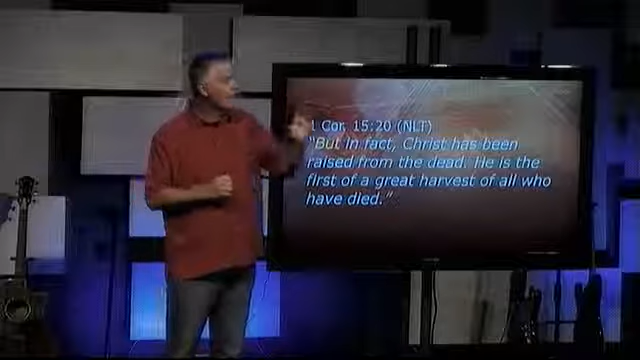 1 Cor. 15:20 (NLT)
"But in fact, Christ has been
raised from the dead. He is the
first of a great harvest of all who
have died."